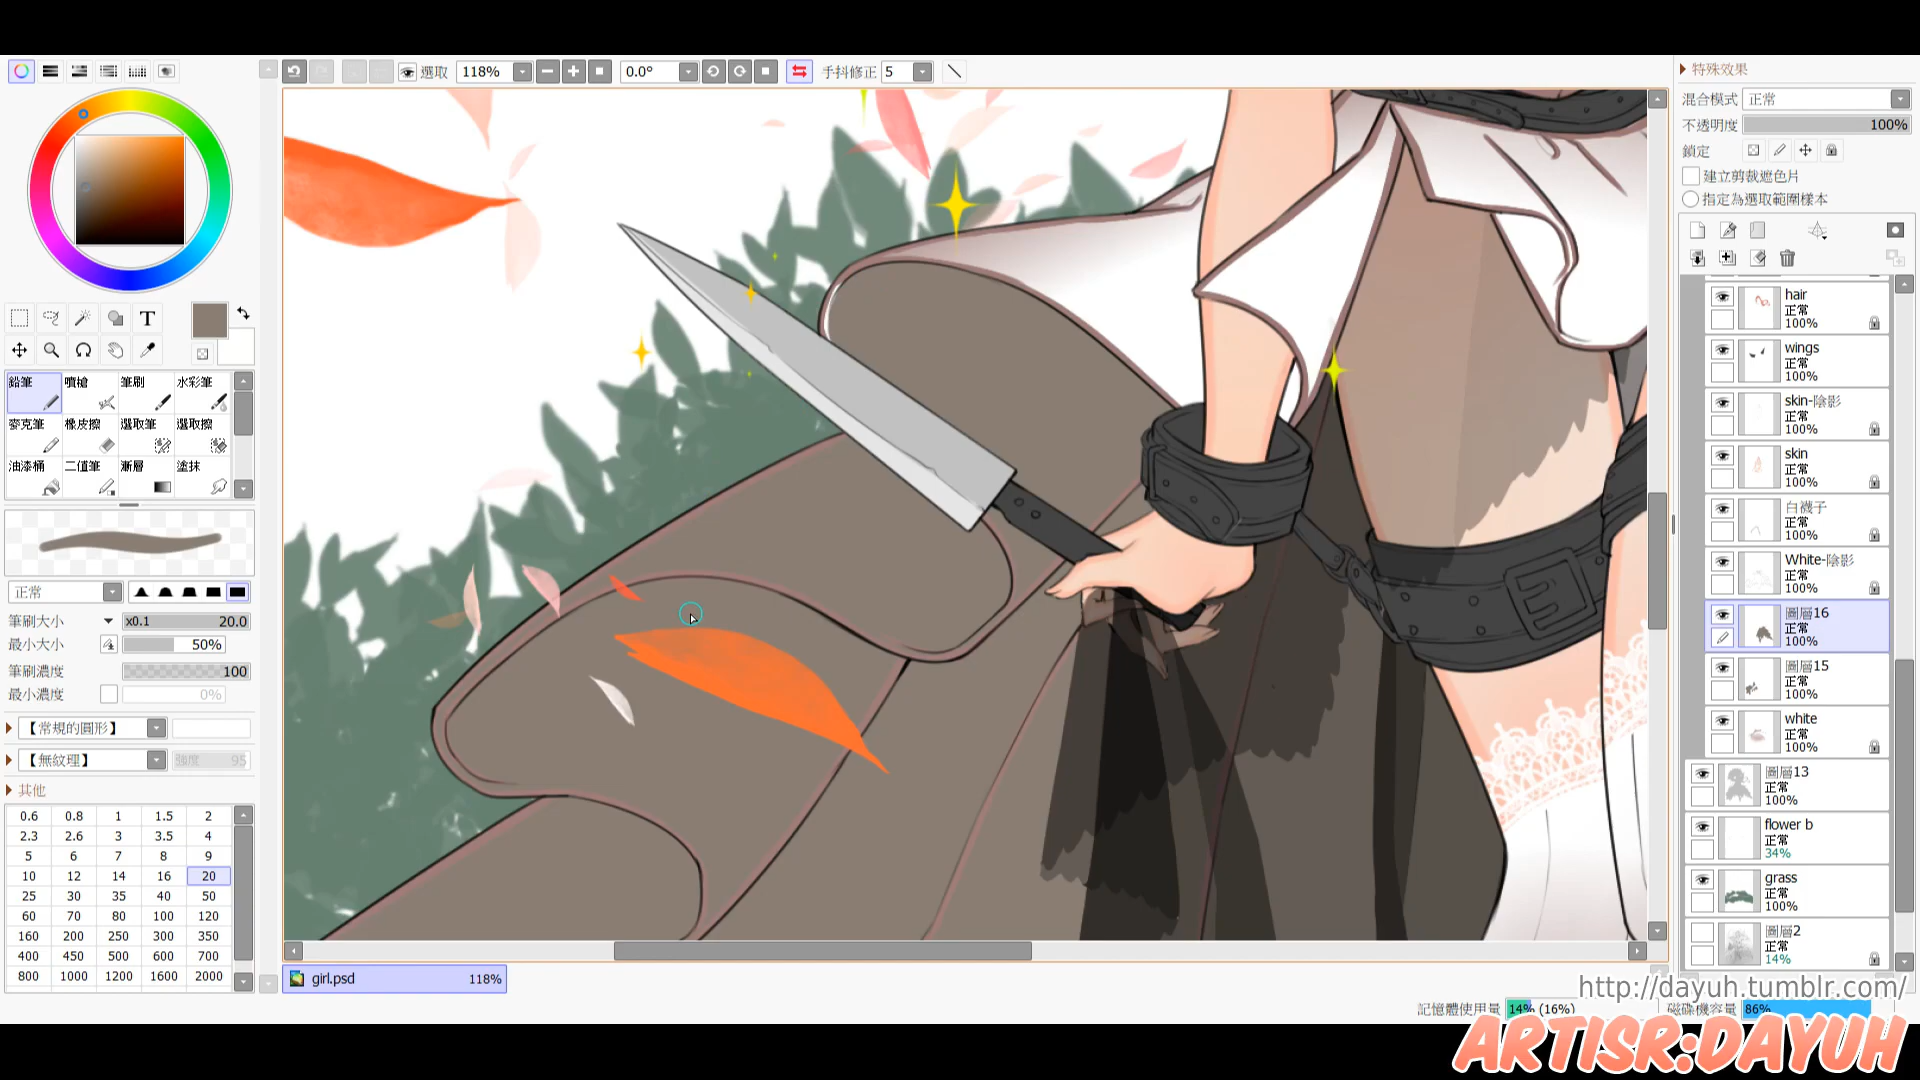 選取 118% 0.0° 手抖修正 5
特殊效果
混合模式 正常
不透明度 100%
鎖定
建立剪裁遮色片
指定為選取範圍樣本
T
鉛筆 噴槍 筆刷 水彩筆
麥克筆 橡皮擦 選取筆 選取擦
油漆桶 二值筆 漸層 塗抹
正常
筆刷大小 x0.1 20.0
最小大小 50%
筆刷濃度 100
最小濃度 0%
【常規的圓形】
【無紋理】 強度 95
其他
0.6 0.8 1 1.5 2
2.3 2.6 3 3.5 4
5 6 7 8 9
10 12 14 16 20
25 30 35 40 50
60 70 80 100 120
160 200 250 300 350
400 450 500 600 700
800 1000 1200 1600 2000
hair
正常
100%
wings
正常
100%
skin-陰影
正常
100%
skin
正常
100%
白襪子
正常
100%
White-陰影
正常
100%
圖層16
正常
100%
圖層15
正常
100%
white
正常
100%
圖層13
正常
100%
flower b
正常
34%
grass
正常
100%
圖層2
正常
14%
girl.psd 118%
http://dayuh.tumblr.com/
記憶體使用量 14% (16%) 磁碟機容量 86%
ARTISR:DAYUH